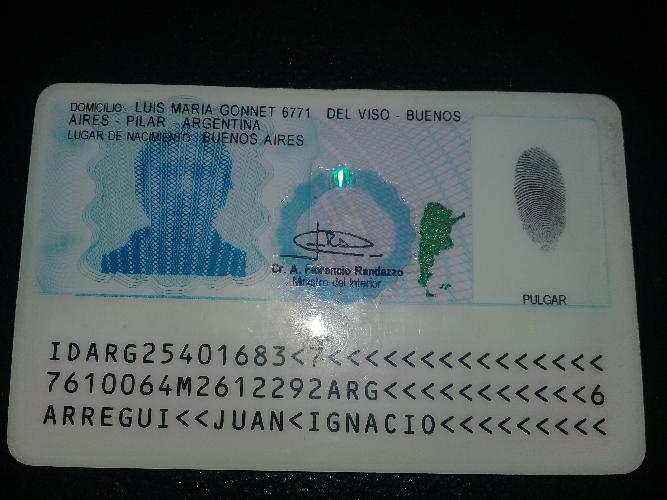 DOMICILIO: LUIS MARIA GONNET 6771 DEL VISO - BUENOS
AIRES - PILAR - ARGENTINA
LUGAR DE NACIMIENTO: BUENOS AIRES
Cr. A. Florencio Randazzo
Ministro del Interior
PULGAR
IDARG25401683<7<<<<<<<<<<<<<<<
7610064M2612292ARG<<<<<<<<<<<6
ARREGUI<<JUAN<IGNACIO<<<<<<<<<